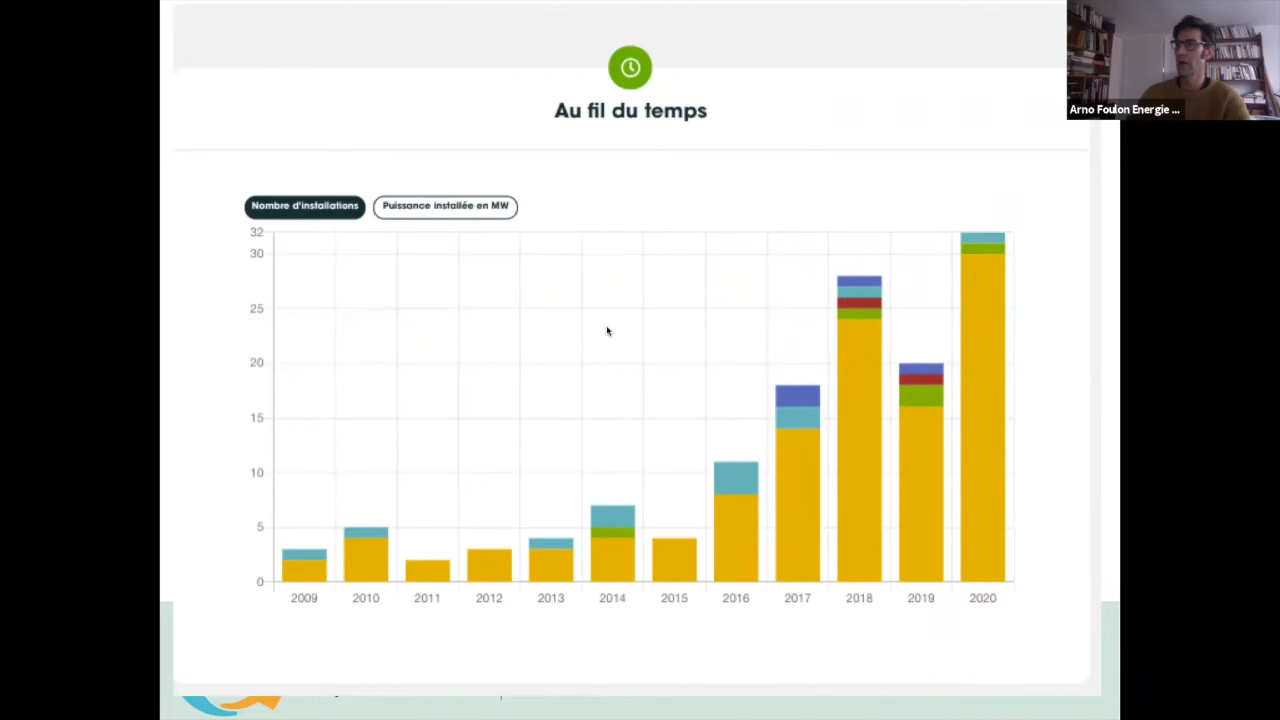 Arno Foulon Energie ...
Au fil du temps
Nombre d'installations
Puissance installée en MW
32
30
25
20
15
10
5
0
2009 2010 2011 2012 2013 2014 2015 2016 2017 2018 2019 2020